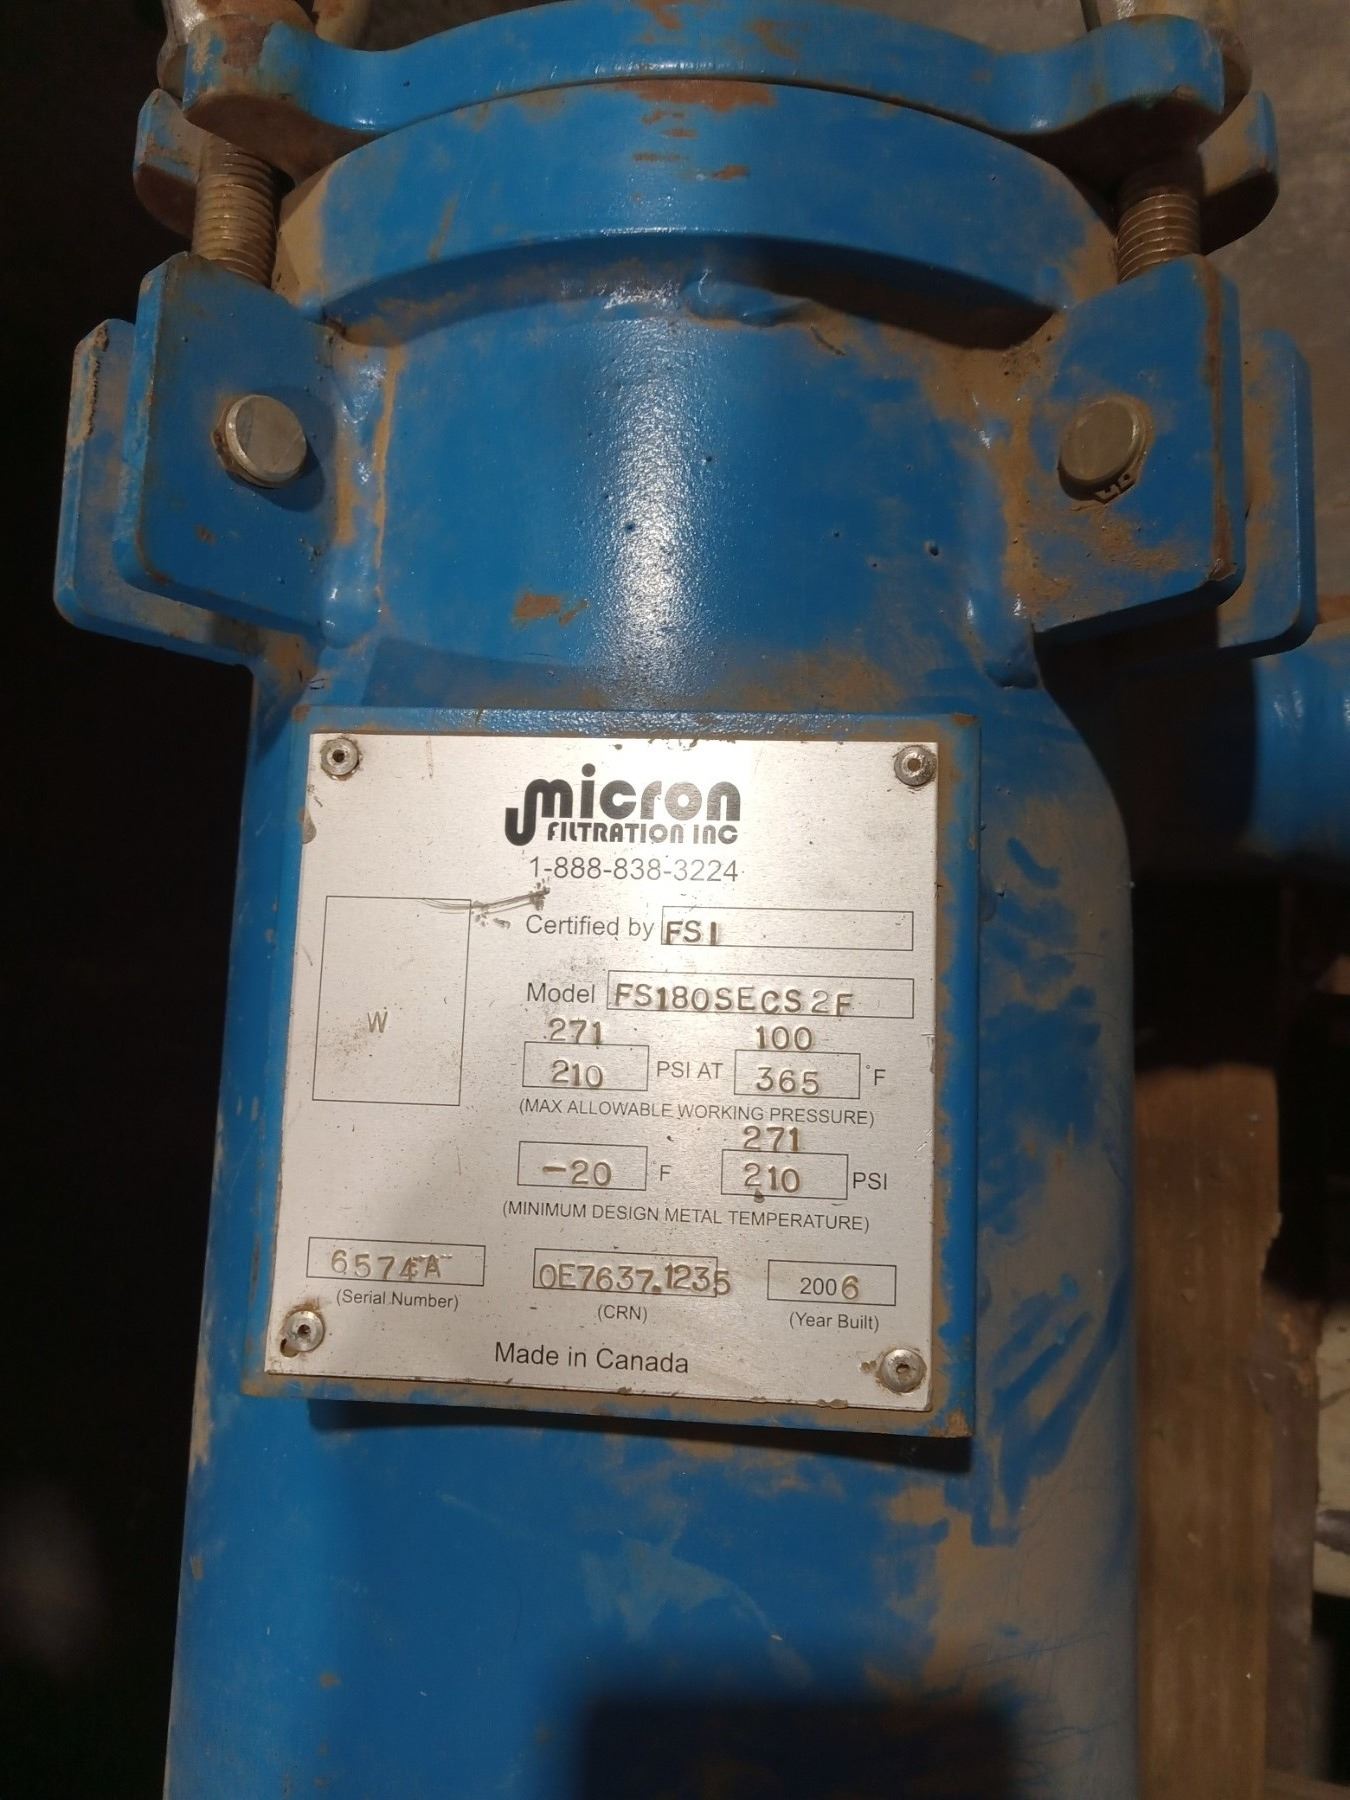 micron
FILTRATION INC
1-888-838-3224
Certified by FSI
Model FS180SECS2F
271 100
210 PSI AT 365 °F
(MAX ALLOWABLE WORKING PRESSURE)
271
-20 °F 210 PSI
(MINIMUM DESIGN METAL TEMPERATURE)
W
6574A 0E7637.1235 2006
(Serial Number) (CRN) (Year Built)
Made in Canada